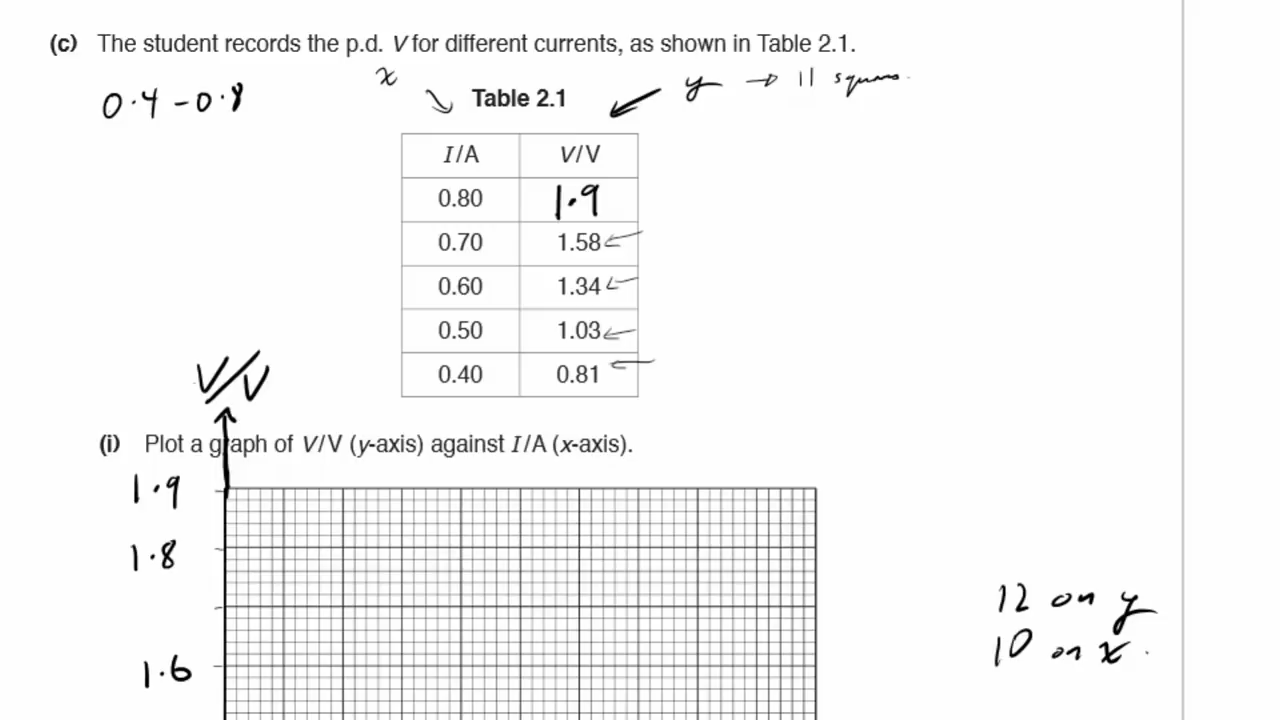 (c) The student records the p.d. V for different currents, as shown in Table 2.1.
x
y → 11 squares.
0.4 - 0.8
Table 2.1
I/A V/V
0.80 1.9
0.70 1.58
0.60 1.34
0.50 1.03
0.40 0.81
V/V
(i) Plot a graph of V/V (y-axis) against I/A (x-axis).
1.9
1.8
12 on y
10 on x.
1.6